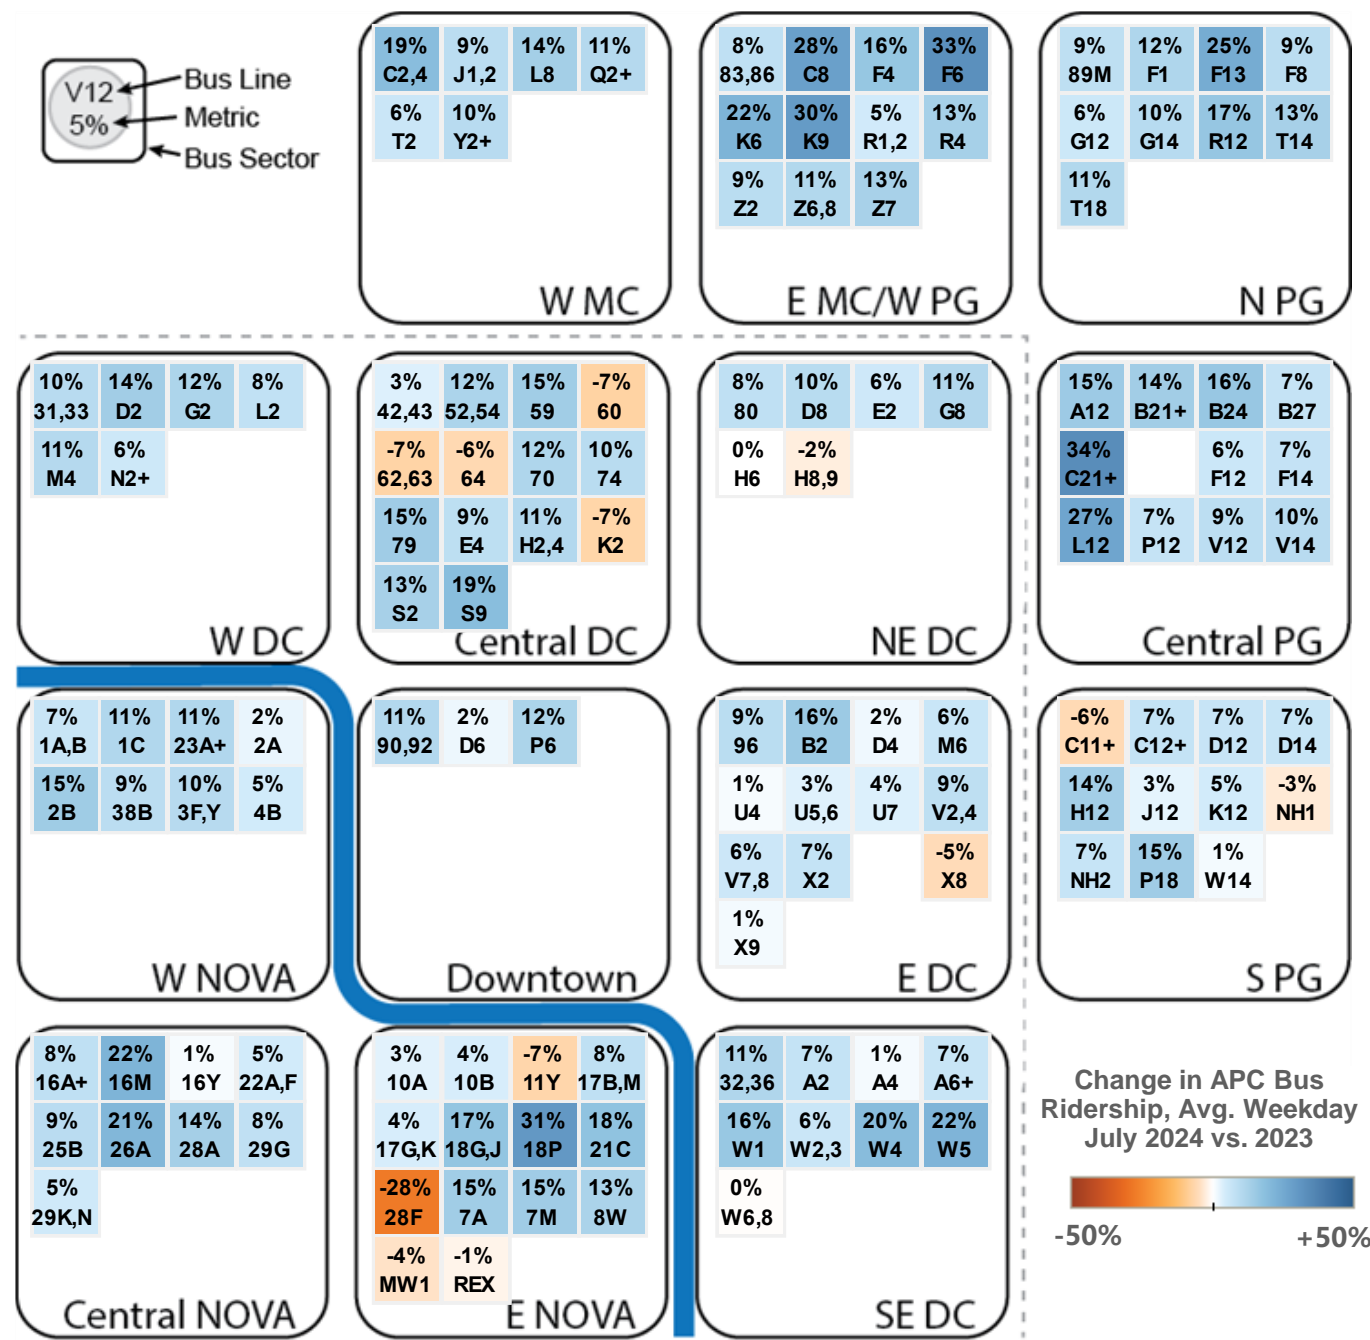 V12
5%
Bus Line
Metric
Bus Sector
19% 9% 14% 11%
C2,4 J1,2 L8 Q2+
6% 10%
T2 Y2+
W MC
8% 28% 16% 33%
83,86 C8 F4 F6
22% 30% 5% 13%
K6 K9 R1,2 R4
9% 11% 13%
Z2 Z6,8 Z7
E MC/W PG
9% 12% 25% 9%
89M F1 F13 F8
6% 10% 17% 13%
G12 G14 R12 T14
11%
T18
N PG
10% 14% 12% 8%
31,33 D2 G2 L2
11% 6%
M4 N2+
W DC
3% 12% 15% -7%
42,43 52,54 59 60
-7% -6% 12% 10%
62,63 64 70 74
15% 9% 11% -7%
79 E4 H2,4 K2
13% 19%
S2 S9
Central DC
8% 10% 6% 11%
80 D8 E2 G8
0% -2%
H6 H8,9
NE DC
15% 14% 16% 7%
A12 B21+ B24 B27
34% 6% 7%
C21+ F12 F14
27% 7% 9% 10%
L12 P12 V12 V14
Central PG
7% 11% 11% 2%
1A,B 1C 23A+ 2A
15% 9% 10% 5%
2B 38B 3F,Y 4B
W NOVA
11% 2% 12%
90,92 D6 P6
Downtown
9% 16% 2% 6%
96 B2 D4 M6
1% 3% 4% 9%
U4 U5,6 U7 V2,4
6% 7% -5%
V7,8 X2 X8
1%
X9
E DC
-6% 7% 7% 7%
C11+ C12+ D12 D14
14% 3% 5% -3%
H12 J12 K12 NH1
7% 15% 1%
NH2 P18 W14
S PG
8% 22% 1% 5%
16A+ 16M 16Y 22A,F
9% 21% 14% 8%
25B 26A 28A 29G
5%
29K,N
Central NOVA
3% 4% -7% 8%
10A 10B 11Y 17B,M
4% 17% 31% 18%
17G,K 18G,J 18P 21C
-28% 15% 15% 13%
28F 7A 7M 8W
-4% -1%
MW1 REX
E NOVA
11% 7% 1% 7%
32,36 A2 A4 A6+
16% 6% 20% 22%
W1 W2,3 W4 W5
0%
W6,8
SE DC
Change in APC Bus
Ridership, Avg. Weekday
July 2024 vs. 2023
-50% +50%